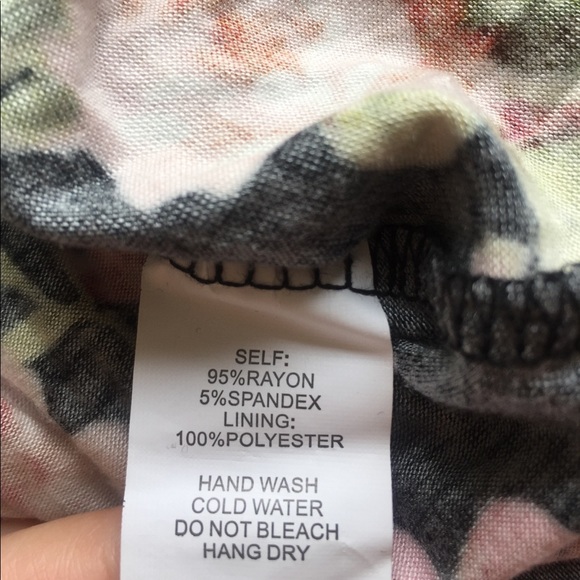 SELF:
95%RAYON
5%SPANDEX
LINING:
100%POLYESTER
HAND WASH
COLD WATER
DO NOT BLEACH
HANG DRY